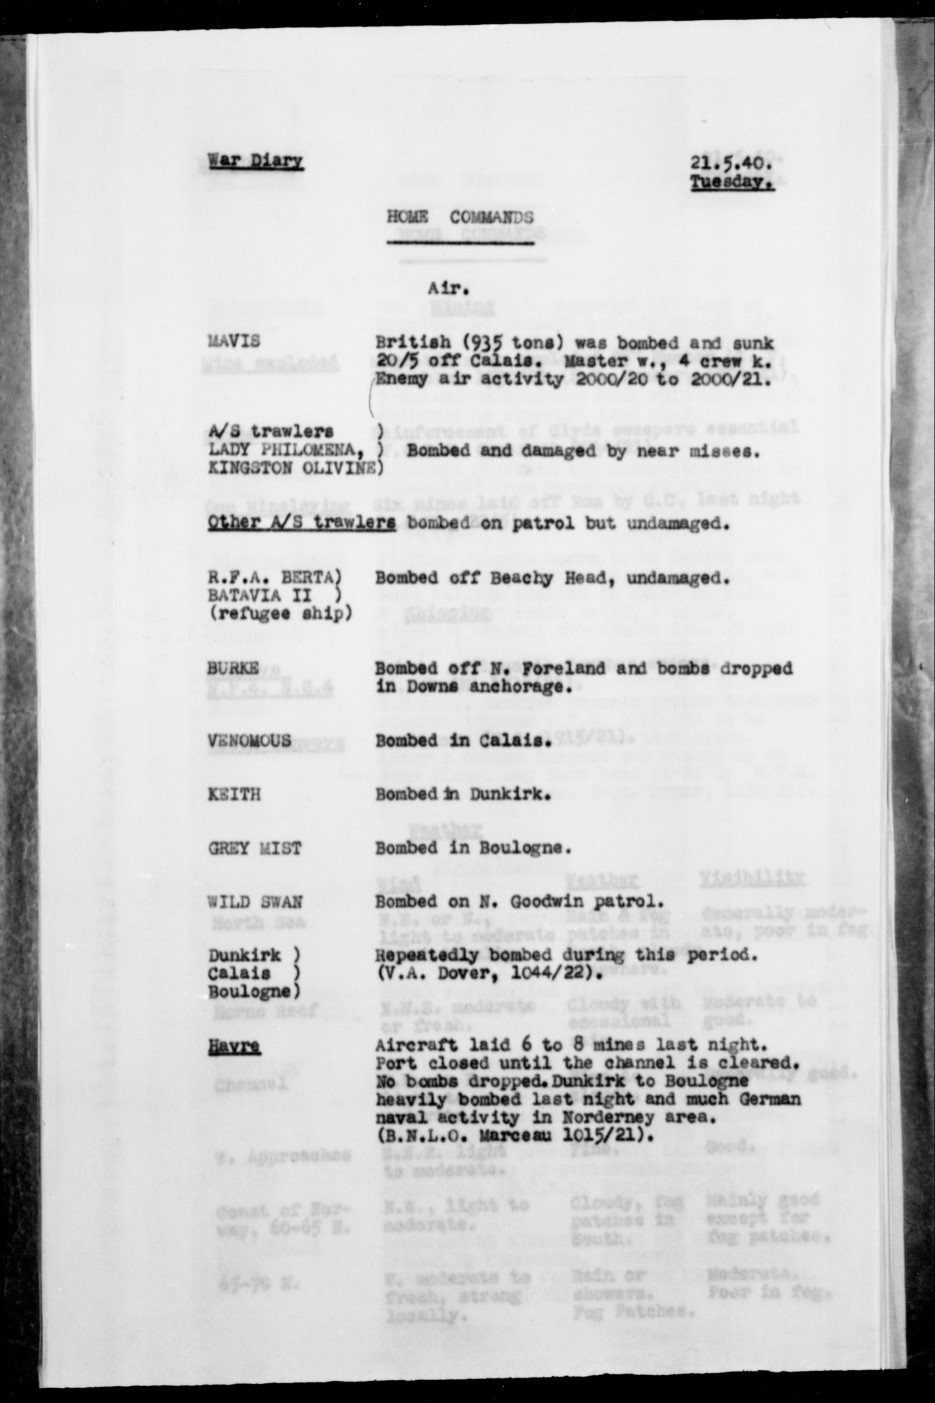 War Diary
21.5.40.
Tuesday.
HOME COMMANDS
Air.
MAVIS British (935 tons) was bombed and sunk
20/5 off Calais. Master w., 4 crew k.
Enemy air activity 2000/20 to 2000/21.
A/S trawlers )
LADY PHILOMENA, ) Bombed and damaged by near misses.
KINGSTON OLIVINE)
Other A/S trawlers bombed on patrol but undamaged.
R.F.A. BERTA) Bombed off Beachy Head, undamaged.
BATAVIA II )
(refugee ship)
BURKE Bombed off N. Foreland and bombs dropped
in Downs anchorage.
VENOMOUS Bombed in Calais.
KEITH Bombed in Dunkirk.
GREY MIST Bombed in Boulogne.
WILD SWAN Bombed on N. Goodwin patrol.
Dunkirk ) Repeatedly bombed during this period.
Calais ) (V.A. Dover, 1044/22).
Boulogne)
Havre Aircraft laid 6 to 8 mines last night.
Port closed until the channel is cleared.
No bombs dropped. Dunkirk to Boulogne
heavily bombed last night and much German
naval activity in Norderney area.
(B.N.L.O. Marceau 1015/21).